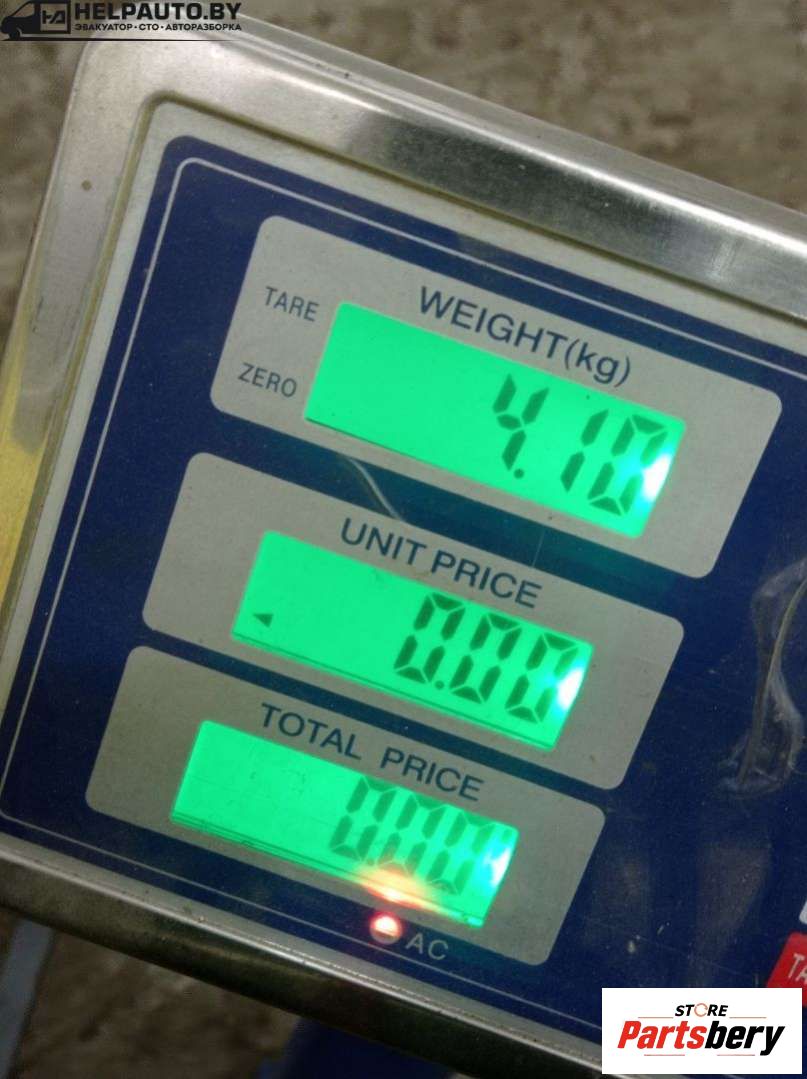 HELPAUTO.BY
ЭВАКУАТОР • СТО • АВТОРАЗБОРКА
WEIGHT(kg)
TARE
ZERO
4.10
UNIT PRICE
0.00
TOTAL PRICE
0.00
AC
TA
STORE
Partsbery